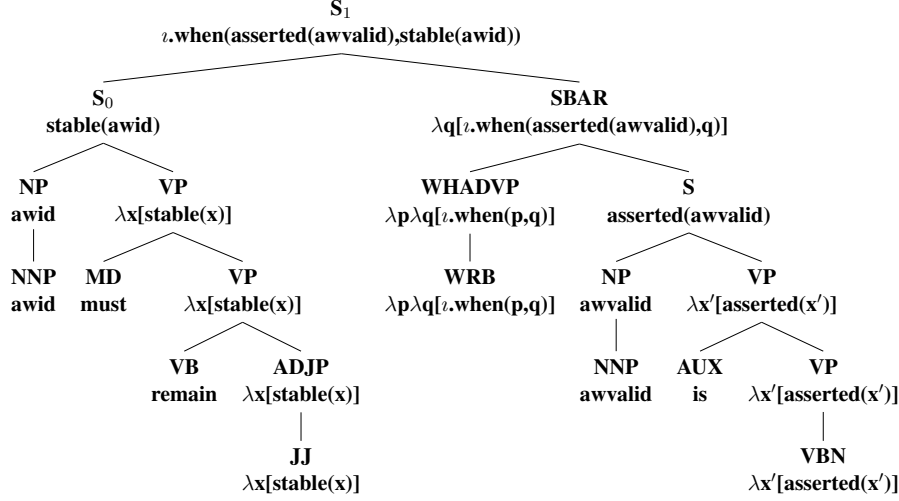 S₁
ı.when(asserted(awvalid),stable(awid))
S₀ SBAR
stable(awid) λq[ı.when(asserted(awvalid),q)]
NP VP WHADVP S
awid λx[stable(x)] λpλq[ı.when(p,q)] asserted(awvalid)
NNP MD VP WRB NP VP
awid must λx[stable(x)] λpλq[ı.when(p,q)] awvalid λx′[asserted(x′)]
VB ADJP NNP AUX VP
remain λx[stable(x)] awvalid is λx′[asserted(x′)]
JJ VBN
λx[stable(x)] λx′[asserted(x′)]